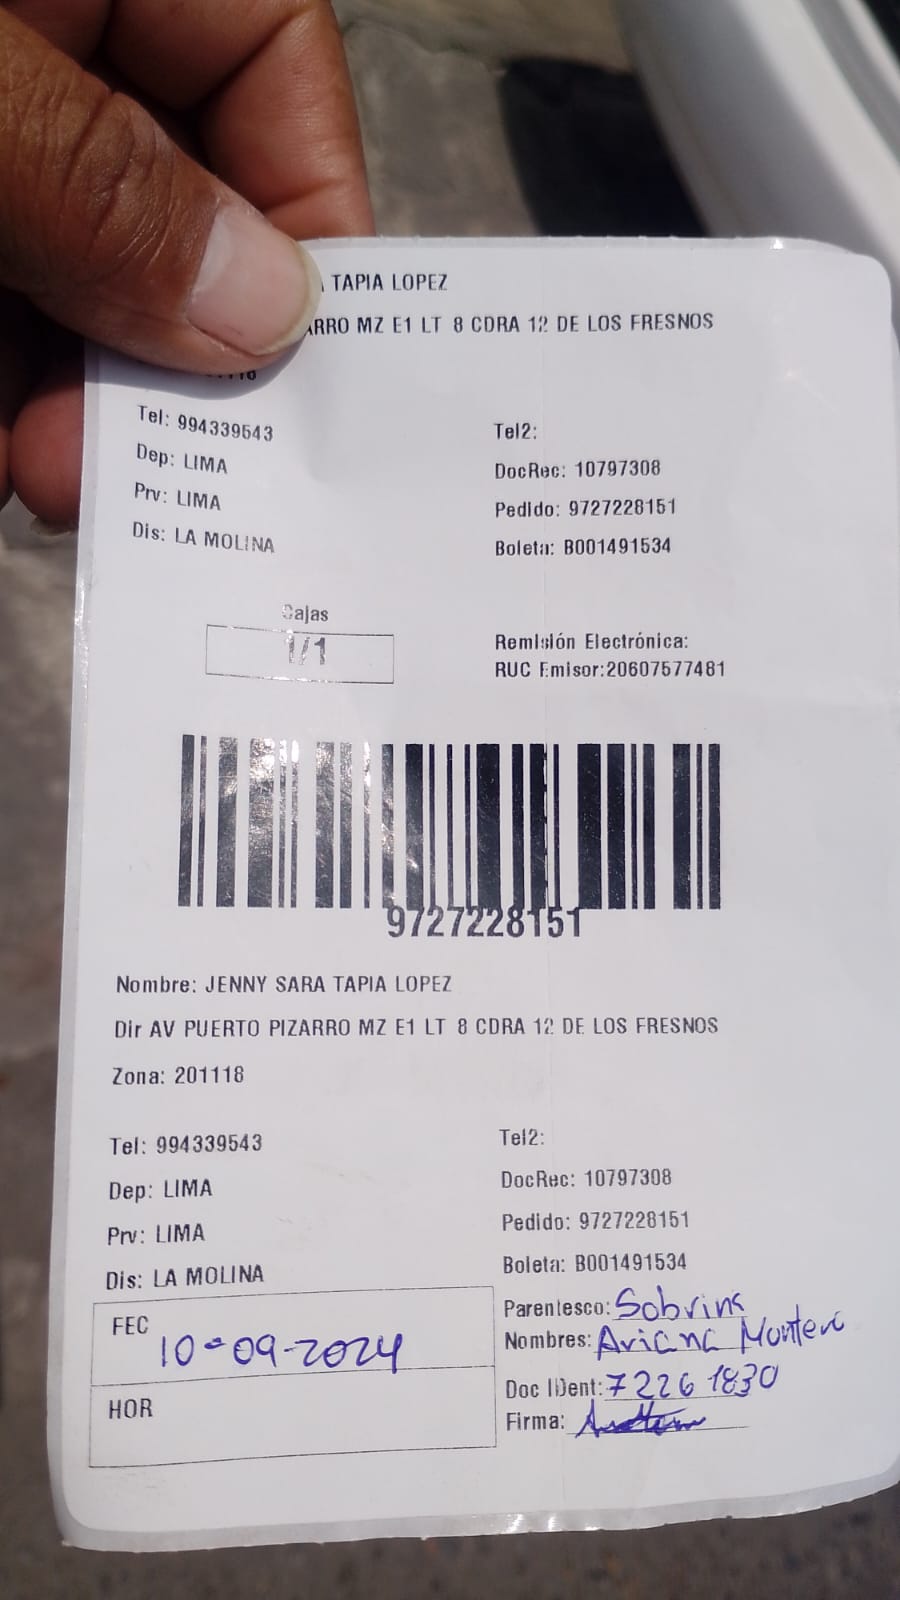 TAPIA LOPEZ
ARRO MZ E1 LT 8 CDRA 12 DE LOS FRESNOS
Tel: 994339543
Tel2:
Dep: LIMA
DocRec: 10797308
Prv: LIMA
Pedido: 9727228151
Dis: LA MOLINA
Boleta: B001491534
Cajas
1/1
Remisión Electrónica:
RUC Emisor:20607577481
9727228151
Nombre: JENNY SARA TAPIA LOPEZ
Dir AV PUERTO PIZARRO MZ E1 LT 8 CDRA 12 DE LOS FRESNOS
Zona: 201118
Tel: 994339543
Tel2:
Dep: LIMA
DocRec: 10797308
Prv: LIMA
Pedido: 9727228151
Dis: LA MOLINA
Boleta: B001491534
FEC
10-09-2024
HOR
Parentesco: Sobrina
Nombres: Ariana Montero
Doc IDent: 72261830
Firma: